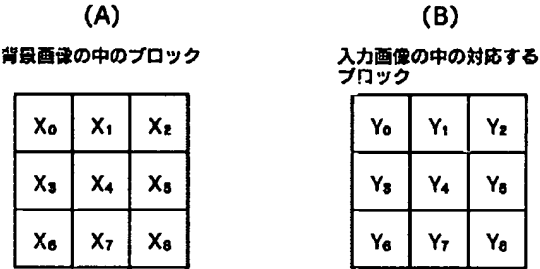 (A)
背景画像の中のブロック
X₀ X₁ X₂
X₃ X₄ X₅
X₆ X₇ X₈
(B)
入力画像の中の対応する
ブロック
Y₀ Y₁ Y₂
Y₃ Y₄ Y₅
Y₆ Y₇ Y₈